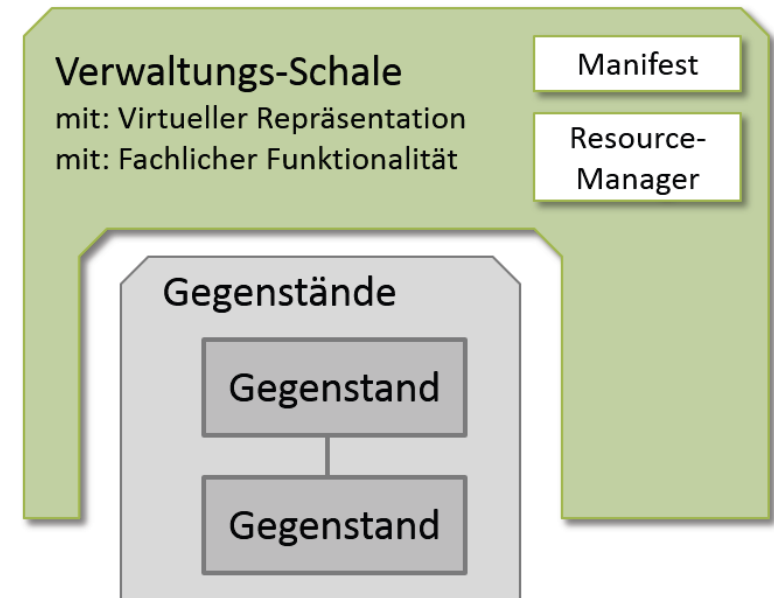 Verwaltungs-Schale
mit: Virtueller Repräsentation
mit: Fachlicher Funktionalität
Manifest
Resource-
Manager
Gegenstände
Gegenstand
Gegenstand